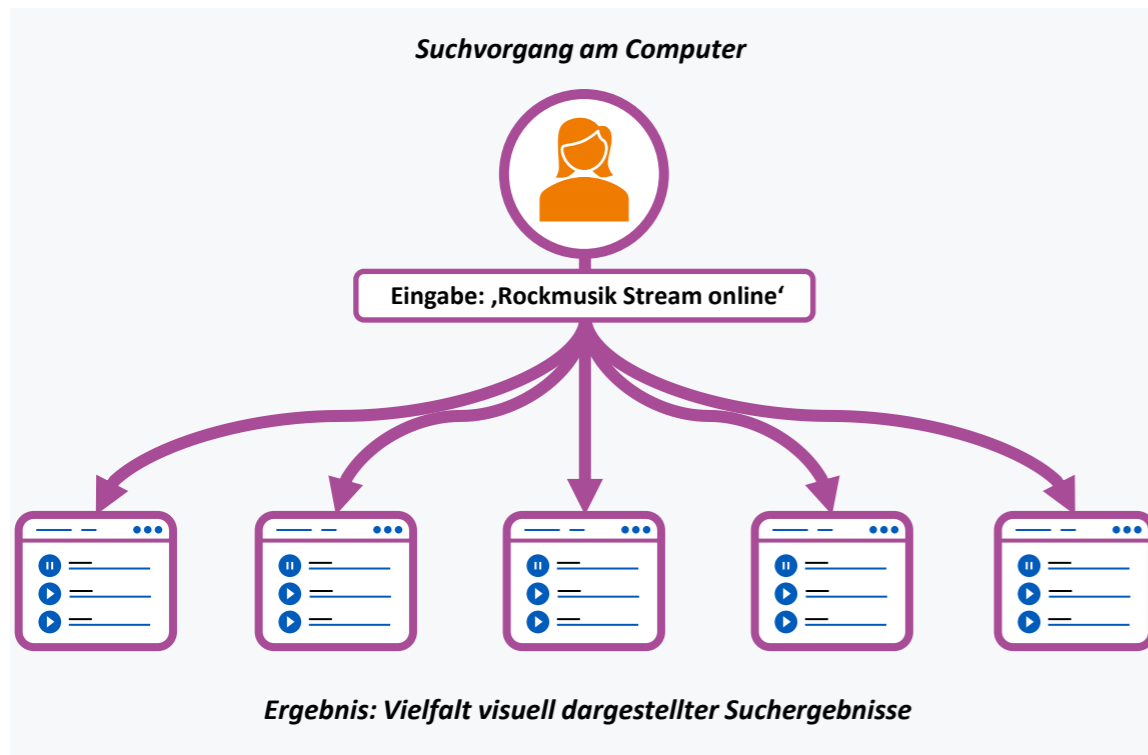 Suchvorgang am Computer
Eingabe: ‚Rockmusik Stream online‘
Ergebnis: Vielfalt visuell dargestellter Suchergebnisse